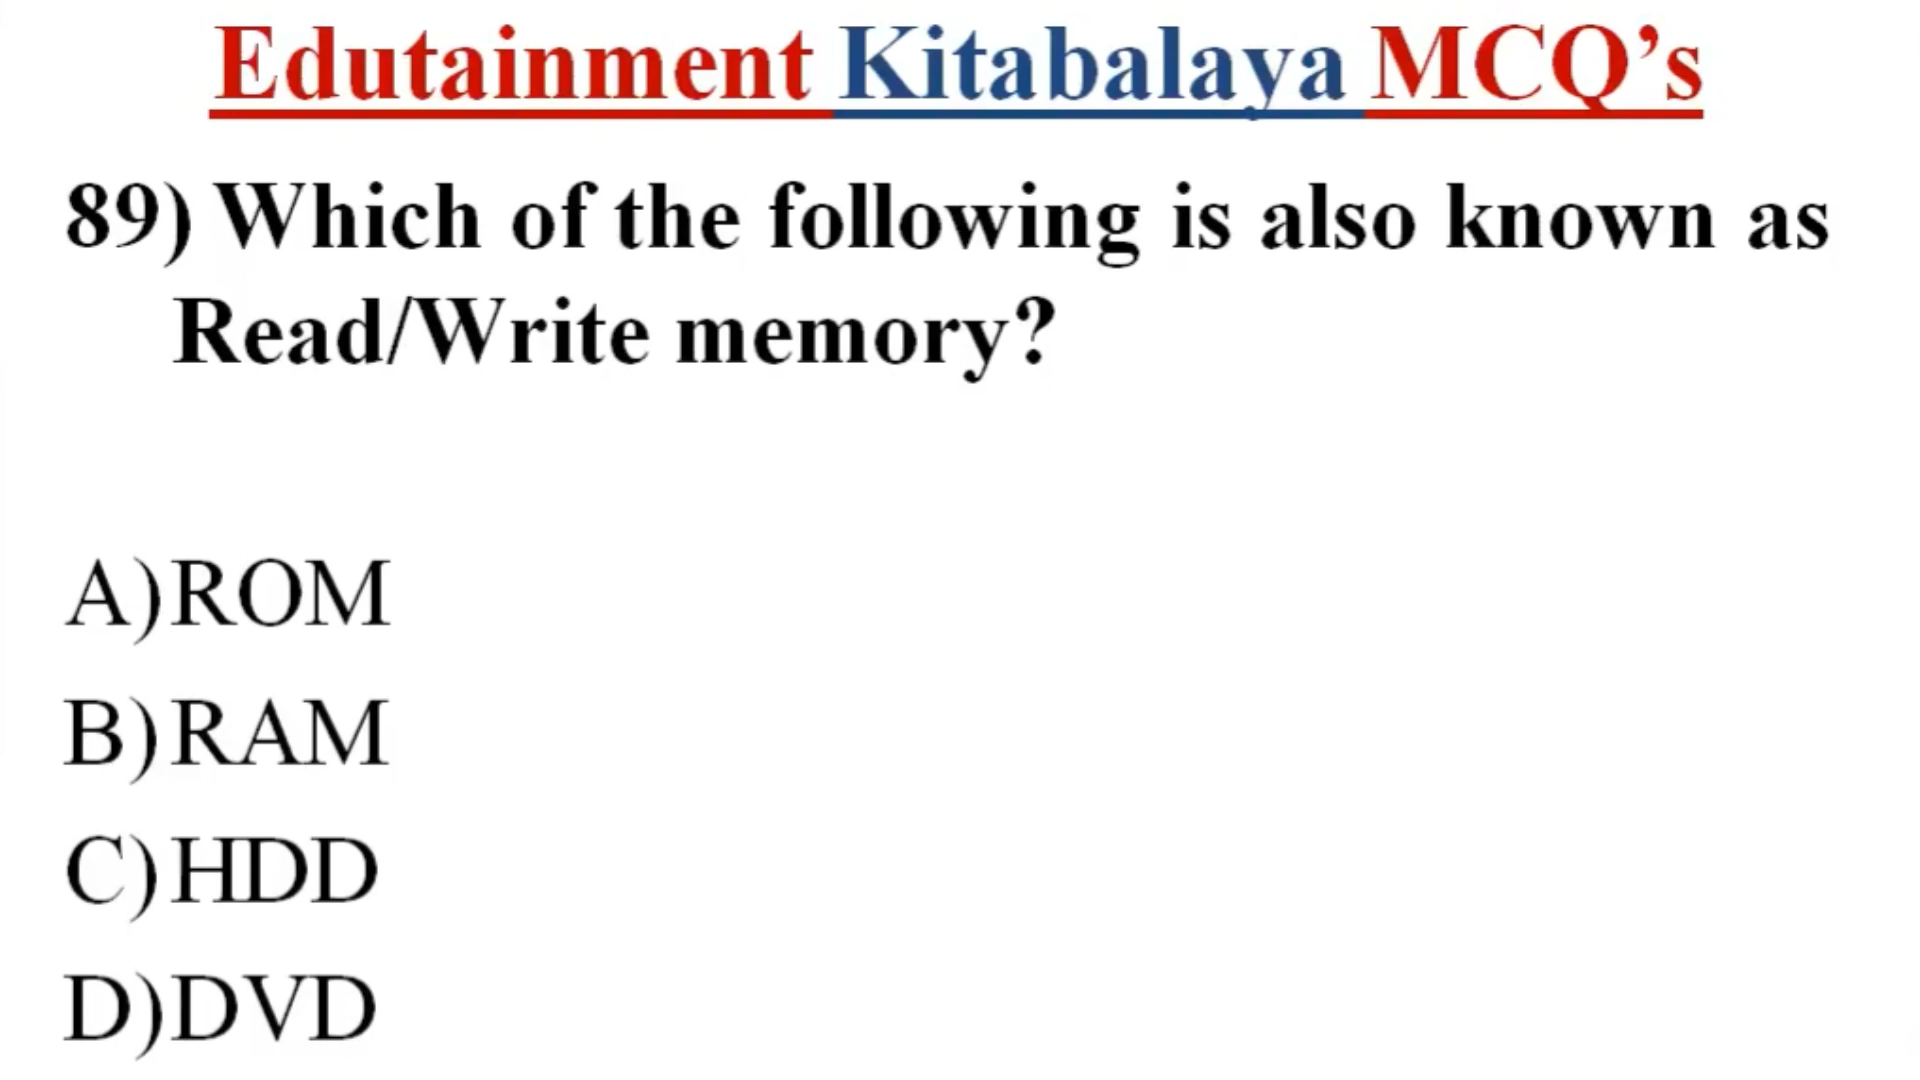 Edutainment Kitabalaya MCQ’s
89) Which of the following is also known as
Read/Write memory?
A) ROM
B) RAM
C) HDD
D) DVD